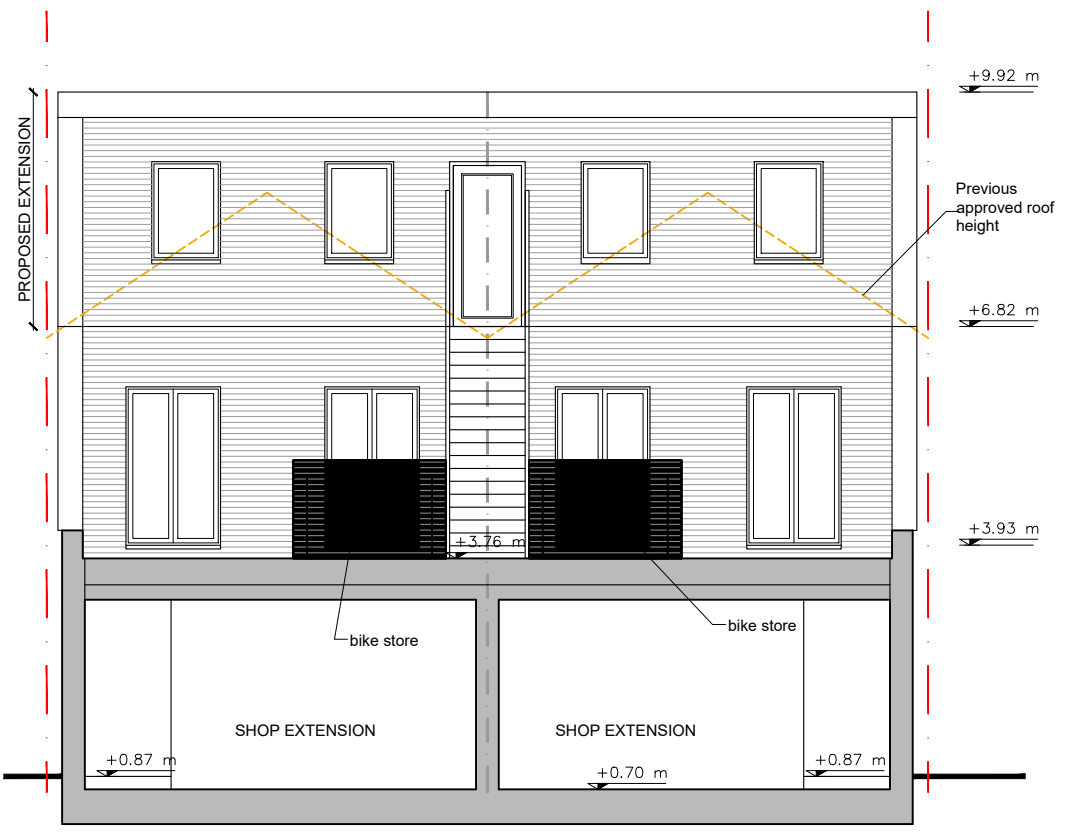 +9.92 m
PROPOSED EXTENSION
Previous
approved roof
height
+6.82 m
+3.93 m
+3.76 m
bike store
bike store
SHOP EXTENSION
SHOP EXTENSION
+0.87 m
+0.70 m
+0.87 m